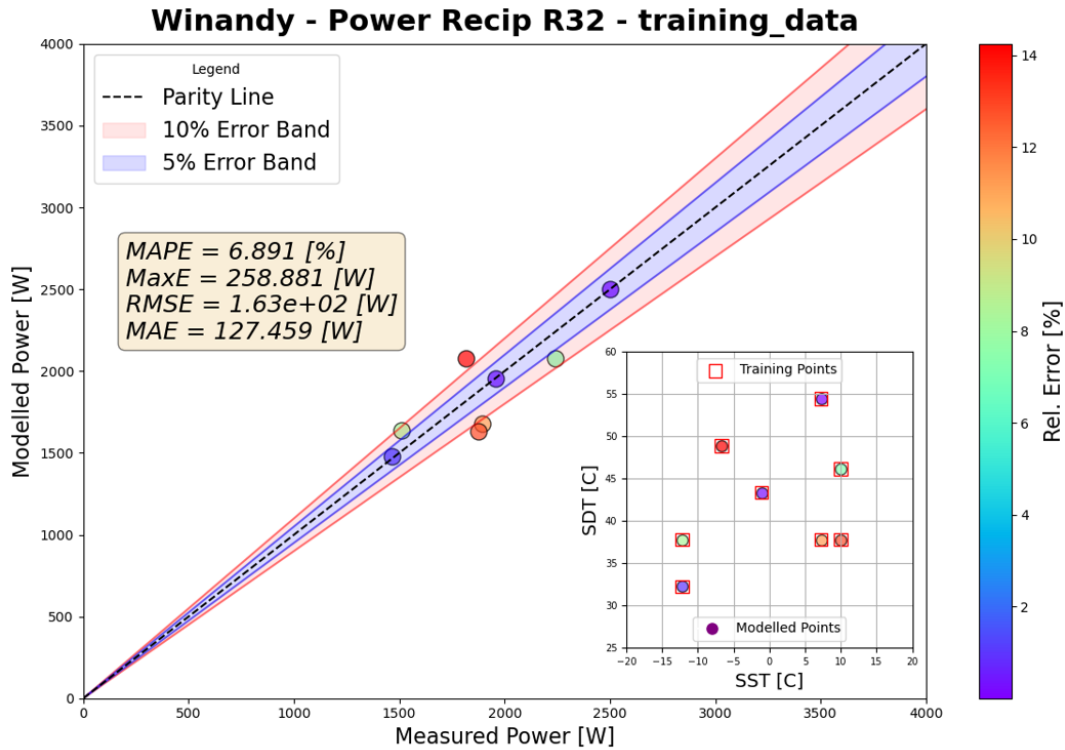 Winandy - Power Recip R32 - training_data
Legend
Parity Line
10% Error Band
5% Error Band
MAPE = 6.891 [%]
MaxE = 258.881 [W]
RMSE = 1.63e+02 [W]
MAE = 127.459 [W]
Modelled Power [W]
4000
3500
3000
2500
2000
1500
1000
500
0
0 500 1000 1500 2000 2500 3000 3500 4000
Measured Power [W]
Training Points
Modelled Points
SDT [C]
60
55
50
45
40
35
30
25
−20 −15 −10 −5 0 5 10 15 20
SST [C]
14
12
10
8
6
4
2
Rel. Error [%]